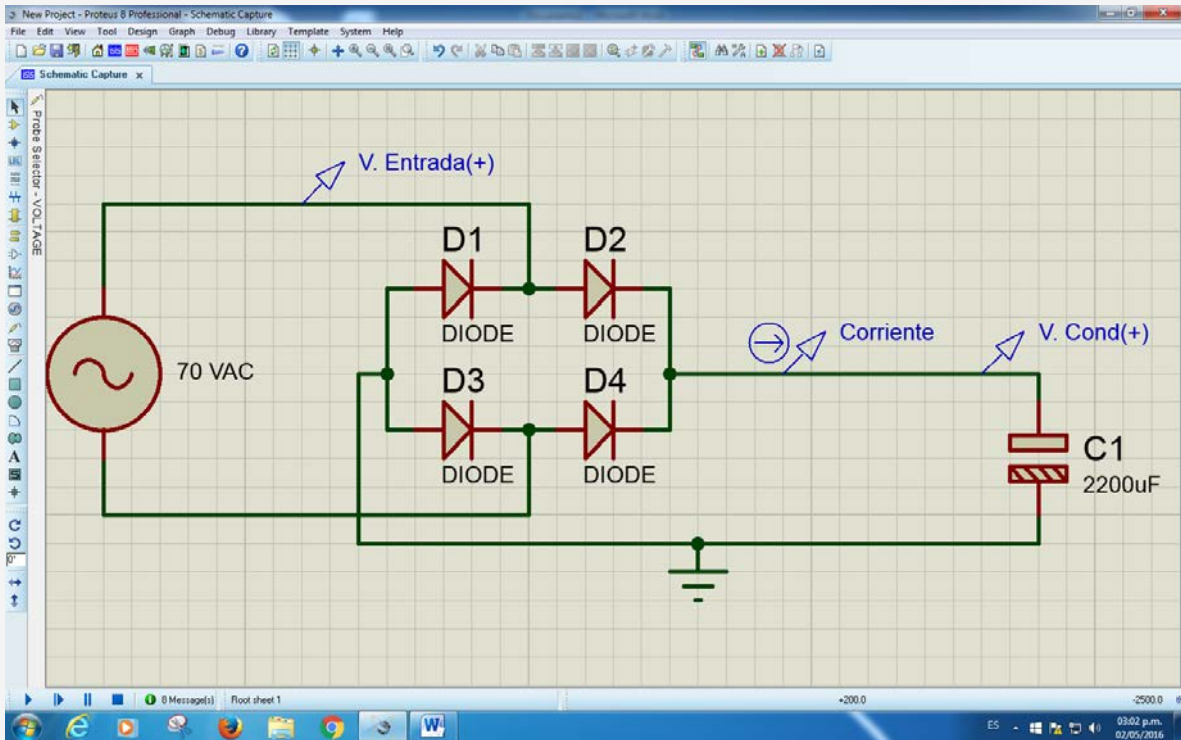 New Project - Proteus 8 Professional - Schematic Capture
File Edit View Tool Design Graph Debug Library Template System Help
Schematic Capture x
Probe Selector - VOLTAGE
V. Entrada(+)
D1
D2
DIODE
DIODE
70 VAC
Corriente
V. Cond(+)
D3
D4
DIODE
DIODE
C1
2200uF
0°
8 Message(s) Root sheet 1 +200.0 -2500.0
ES
03:02 p.m.
02/05/2016